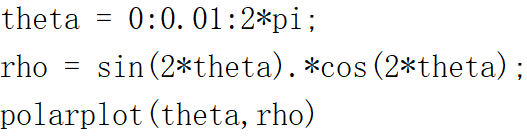 theta = 0:0.01:2*pi;
rho = sin(2*theta).*cos(2*theta);
polarplot(theta,rho)